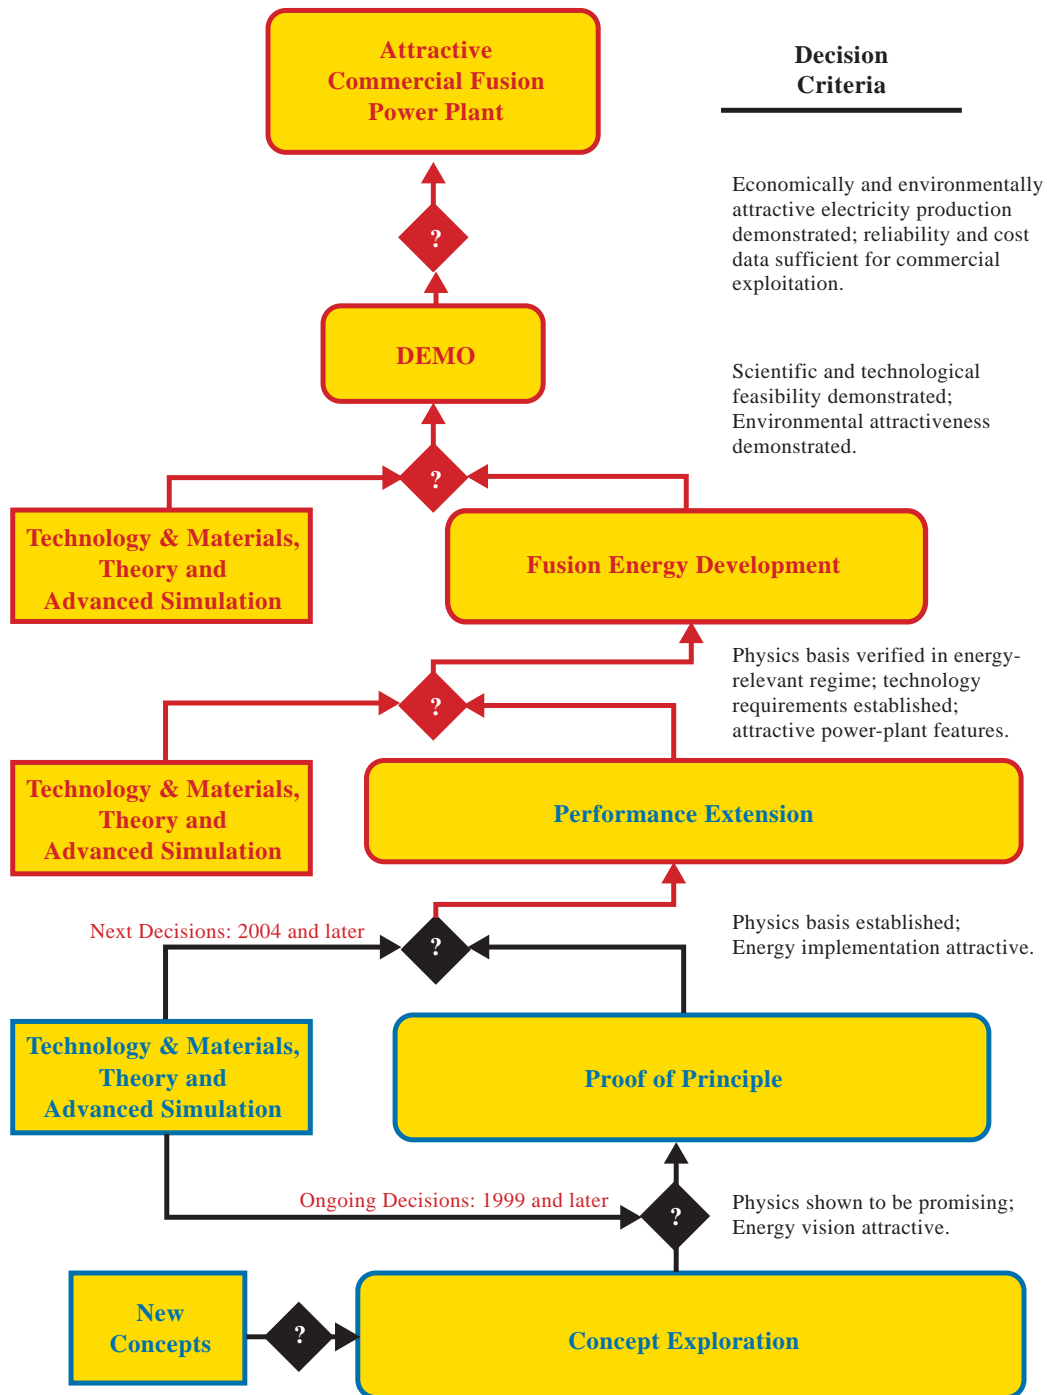 Attractive
Commercial Fusion
Power Plant
Decision
Criteria
?
Economically and environmentally
attractive electricity production
demonstrated; reliability and cost
data sufficient for commercial
exploitation.
DEMO
Scientific and technological
feasibility demonstrated;
Environmental attractiveness
demonstrated.
?
Technology & Materials,
Theory and
Advanced Simulation
Fusion Energy Development
Physics basis verified in energy-
relevant regime; technology
requirements established;
attractive power-plant features.
?
Technology & Materials,
Theory and
Advanced Simulation
Performance Extension
Next Decisions: 2004 and later
?
Physics basis established;
Energy implementation attractive.
Technology & Materials,
Theory and
Advanced Simulation
Proof of Principle
Ongoing Decisions: 1999 and later
?
Physics shown to be promising;
Energy vision attractive.
New
Concepts
?
Concept Exploration